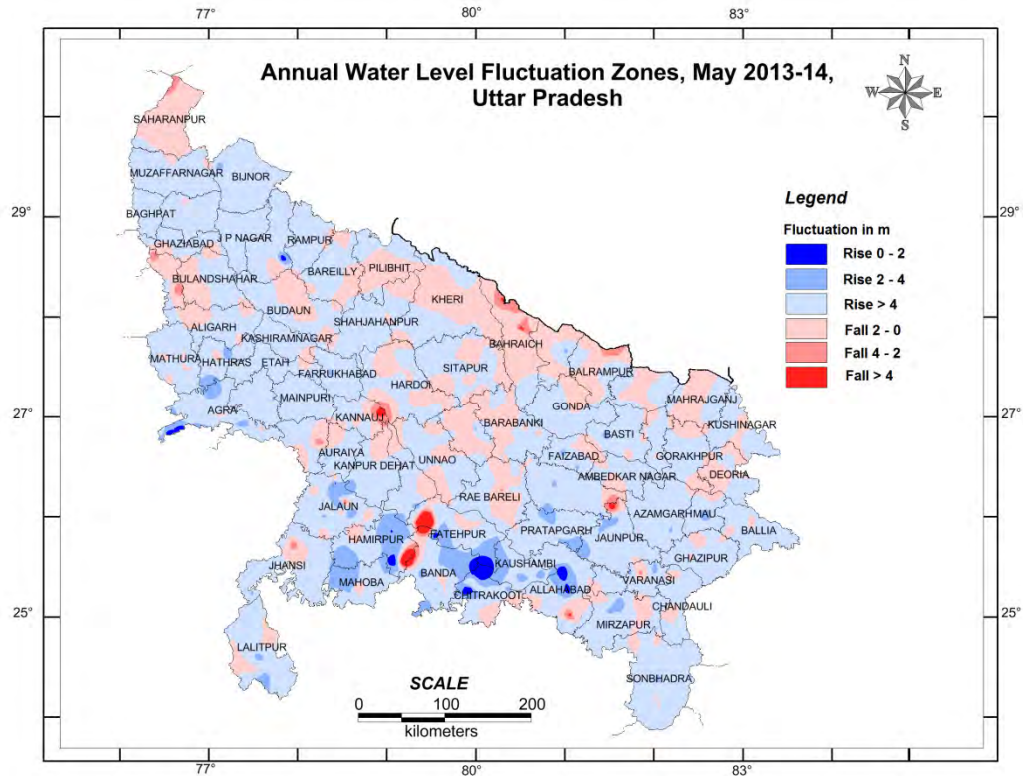 77°
80°
83°
Annual Water Level Fluctuation Zones, May 2013-14,
Uttar Pradesh
N
W
E
S
SAHARANPUR
MUZAFFARNAGAR
BIJNOR
Legend
29°
BAGHPAT
29°
Fluctuation in m
GHAZIABAD
J P NAGAR
RAMPUR
Rise 0 - 2
BULANDSHAHAR
BAREILLY
PILIBHIT
Rise 2 - 4
KHERI
Rise > 4
BUDAUN
SHAHJAHANPUR
Fall 2 - 0
ALIGARH
KASHIRAMNAGAR
BAHRAICH
Fall 4 - 2
MATHURA
HATHRAS
ETAH
FARRUKHABAD
SITAPUR
BALRAMPUR
Fall > 4
HARDOI
MAINPURI
MAHRAJGANJ
27°
AGRA
KANNAUJ
GONDA
27°
BARABANKI
KUSHINAGAR
BASTI
AURAIYA
KANPUR DEHAT
UNNAO
FAIZABAD
GORAKHPUR
AMBEDKAR NAGAR
DEORIA
RAE BARELI
JALAUN
AZAMGARH
MAU
PRATAPGARH
JAUNPUR
BALLIA
HAMIRPUR
FATEHPUR
GHAZIPUR
JHANSI
KAUSHAMBI
MAHOBA
BANDA
VARANASI
CHITRAKOOT
ALLAHABAD
25°
CHANDAULI
25°
MIRZAPUR
LALITPUR
SONBHADRA
SCALE
0 100 200
kilometers
77°
80°
83°